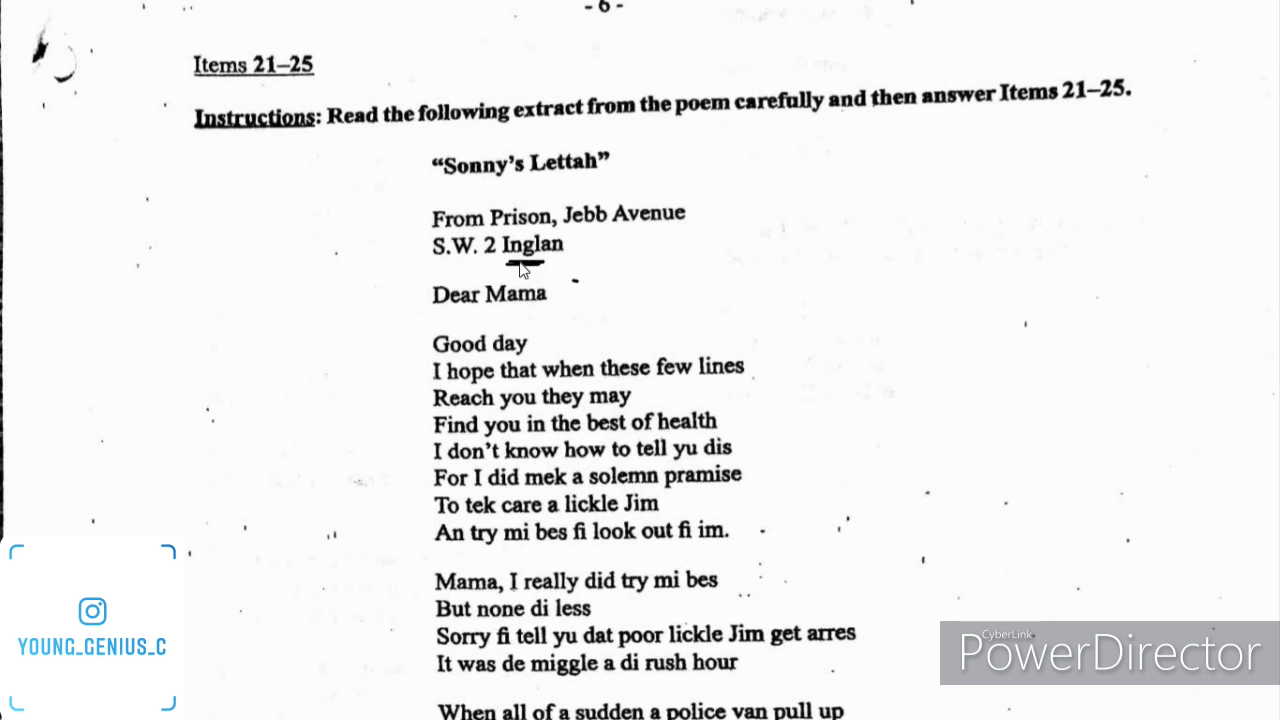 - 6 -
Items 21–25
Instructions: Read the following extract from the poem carefully and then answer Items 21–25.
“Sonny’s Lettah”
From Prison, Jebb Avenue
S.W. 2 Inglan
Dear Mama
Good day
I hope that when these few lines
Reach you they may
Find you in the best of health
I don’t know how to tell yu dis
For I did mek a solemn pramise
To tek care a lickle Jim
An try mi bes fi look out fi im.
Mama, I really did try mi bes
But none di less
Sorry fi tell yu dat poor lickle Jim get arres
It was de miggle a di rush hour
When all of a sudden a police van pull up
YOUNG_GENIUS_C
CyberLink
PowerDirector